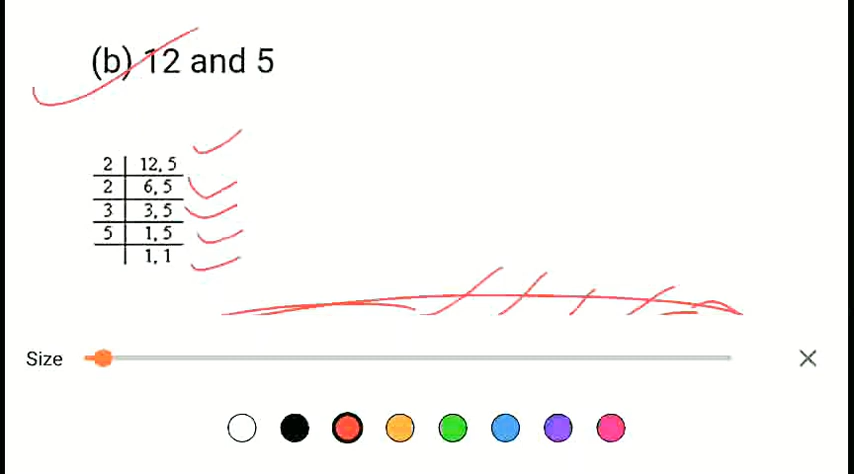 (b) 12 and 5
2 | 12, 5
2 | 6, 5
3 | 3, 5
5 | 1, 5
| 1, 1
Size